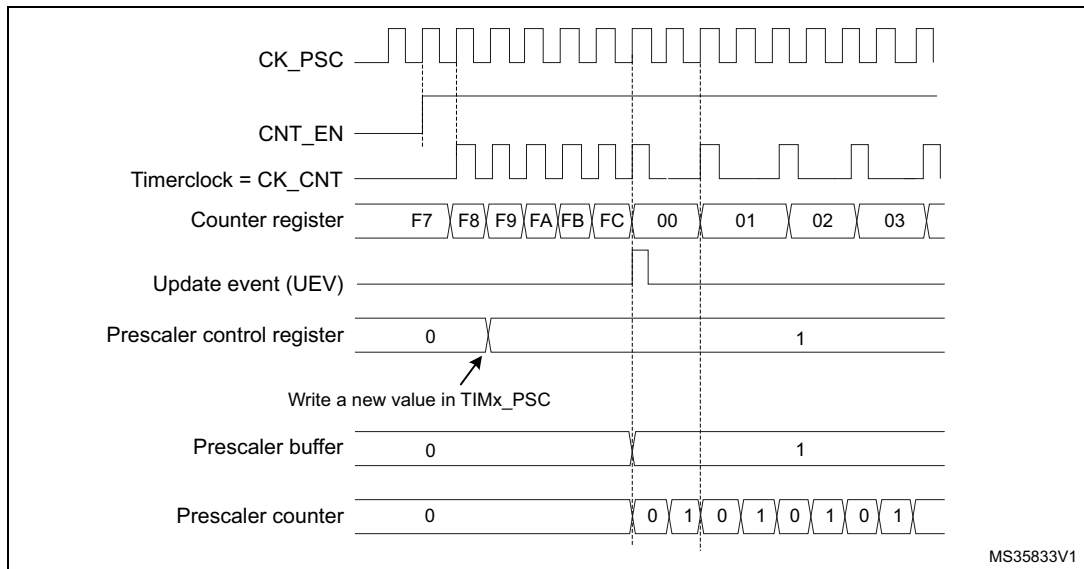 CK_PSC
CNT_EN
Timerclock = CK_CNT
Counter register F7 F8 F9 FA FB FC 00 01 02 03
Update event (UEV)
Prescaler control register 0 1
Write a new value in TIMx_PSC
Prescaler buffer 0 1
Prescaler counter 0 0 1 0 1 0 1 0 1
MS35833V1